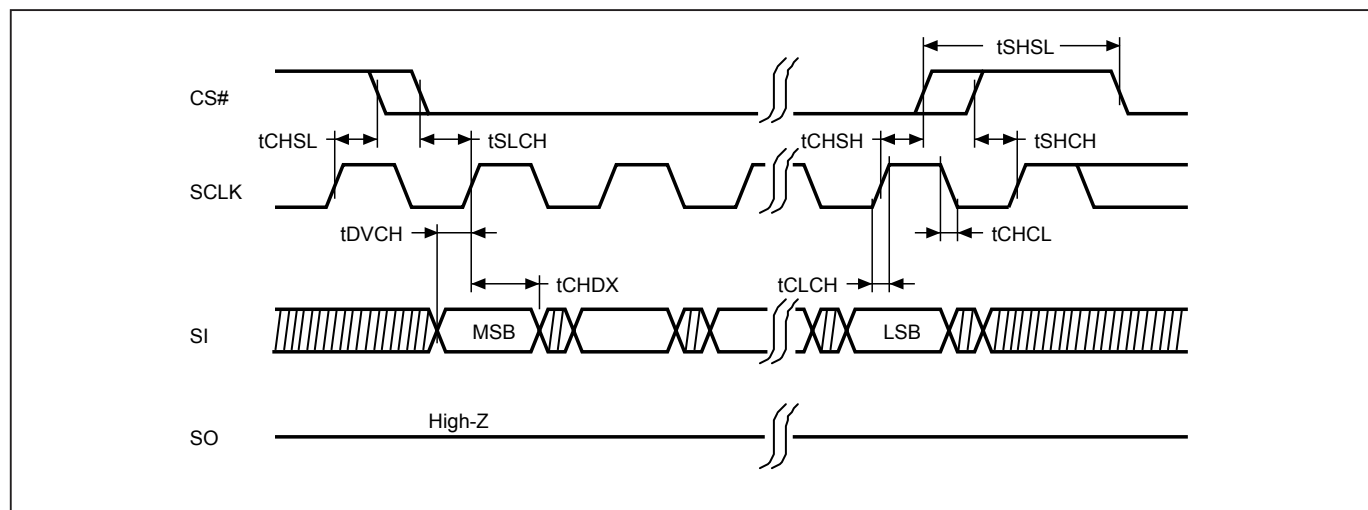 tSHSL
CS#
tCHSL
tSLCH
tCHSH
tSHCH
SCLK
tDVCH
tCHCL
tCHDX
tCLCH
SI
MSB
LSB
High-Z
SO